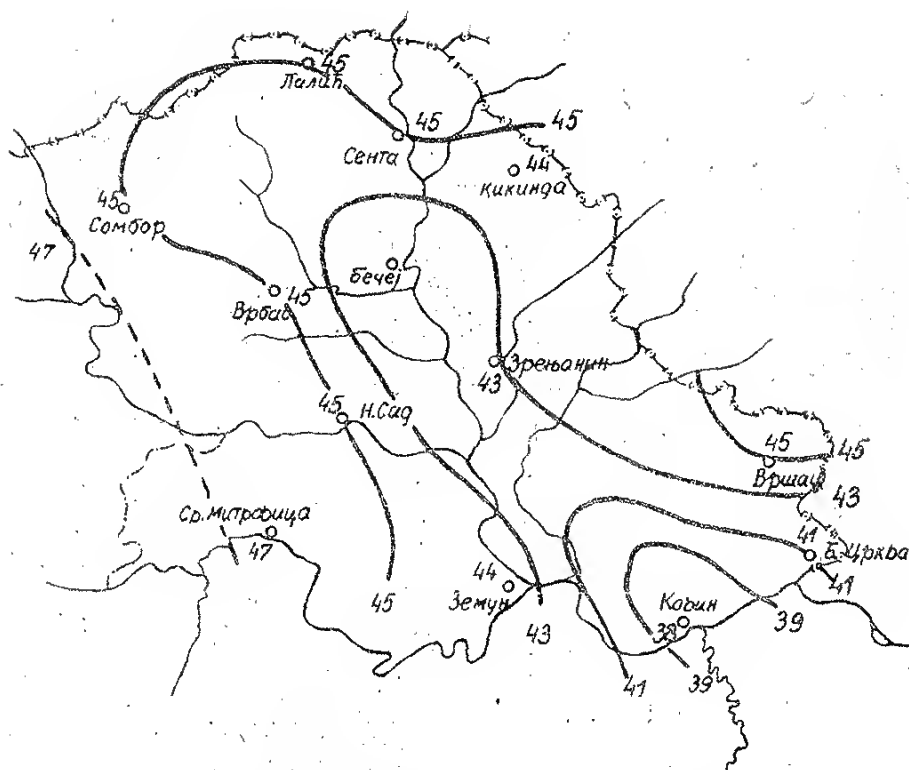 45
Палић
45
Сента
45
44
Кикинда
45
Сомбор
47
Бечеј
45
Врбас
43
Зрењанин
45
Н.Сад
45
45
Вршац
43
Ср.Митровица
47
41
Б.Црква
41
44
Земун
45
43
Ковин
38
39
39
41